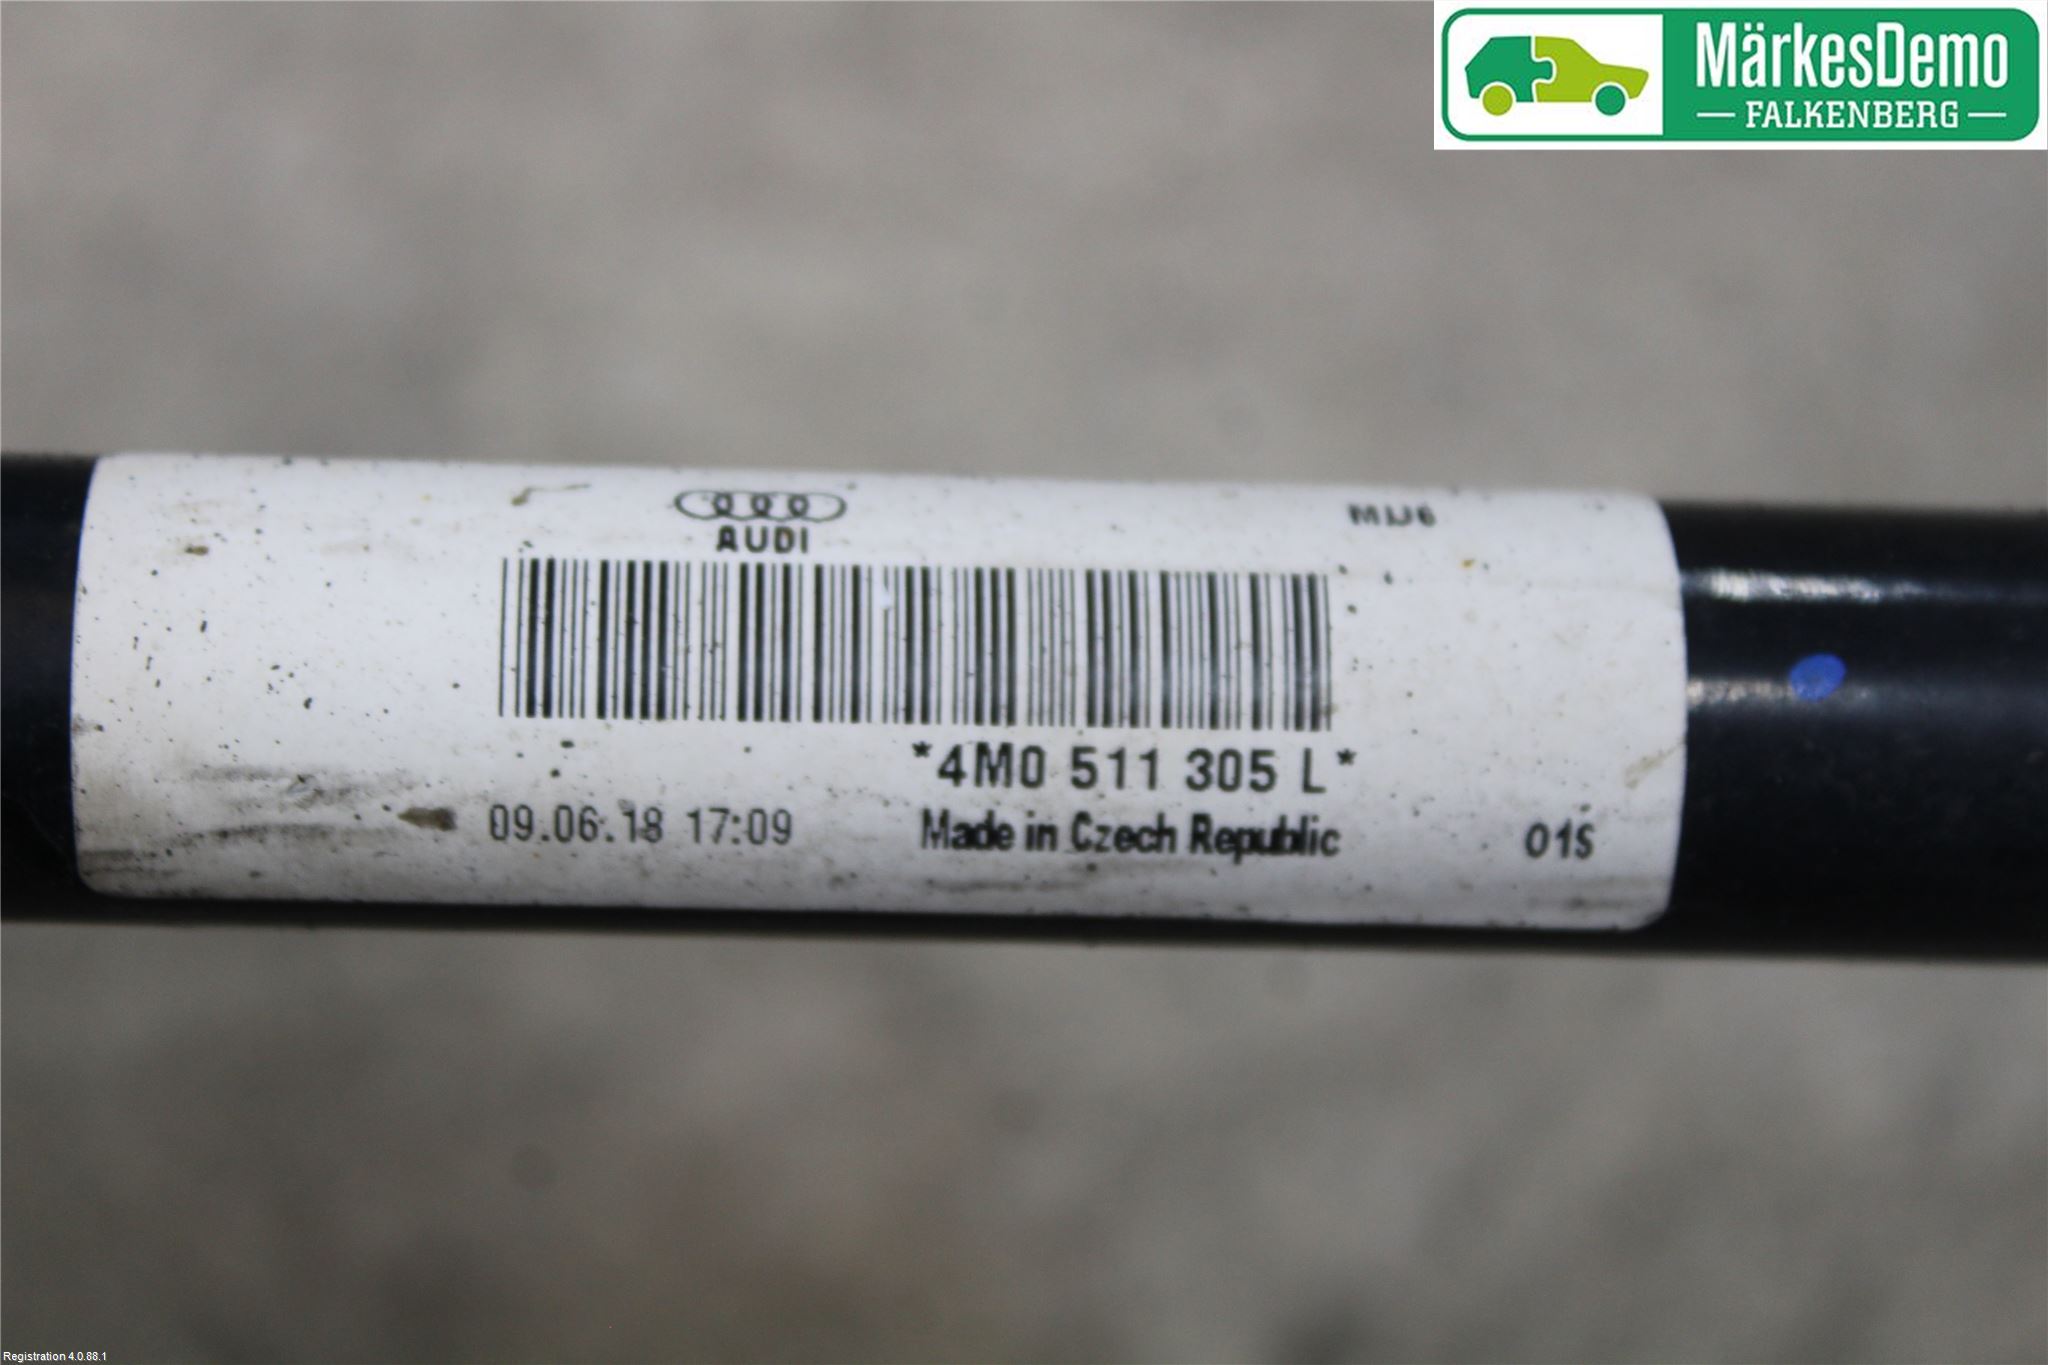 MärkesDemo
FALKENBERG
AUDI
*4M0 511 305 L*
09.06.18 17:09 Made in Czech Republic 01S
Registration 4.0.88.1